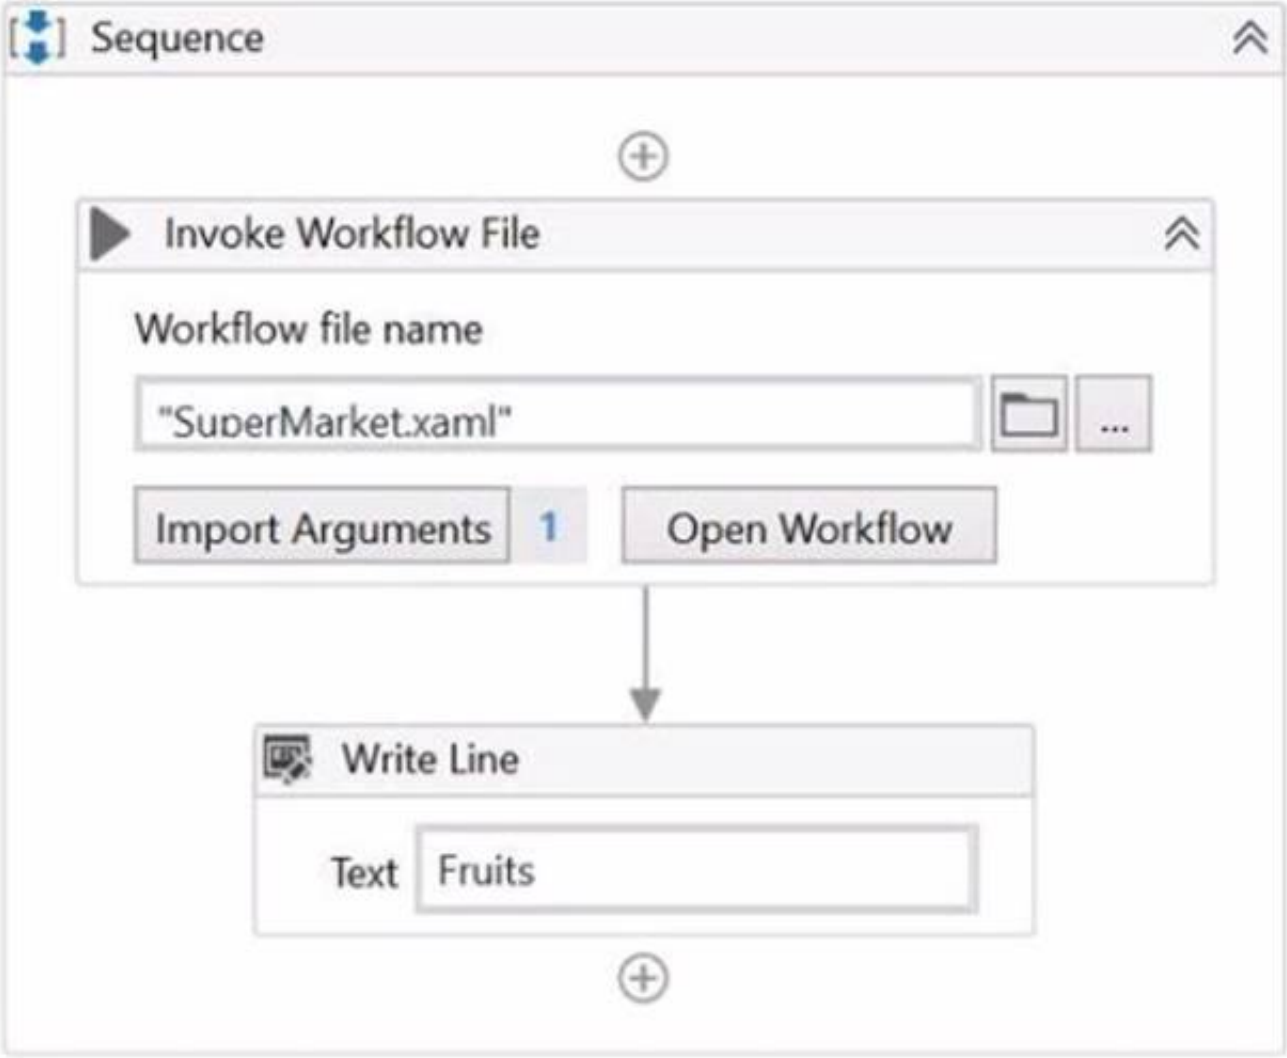 Sequence
Invoke Workflow File
Workflow file name
"SuperMarket.xaml"
...
Import Arguments 1 Open Workflow
Write Line
Text Fruits